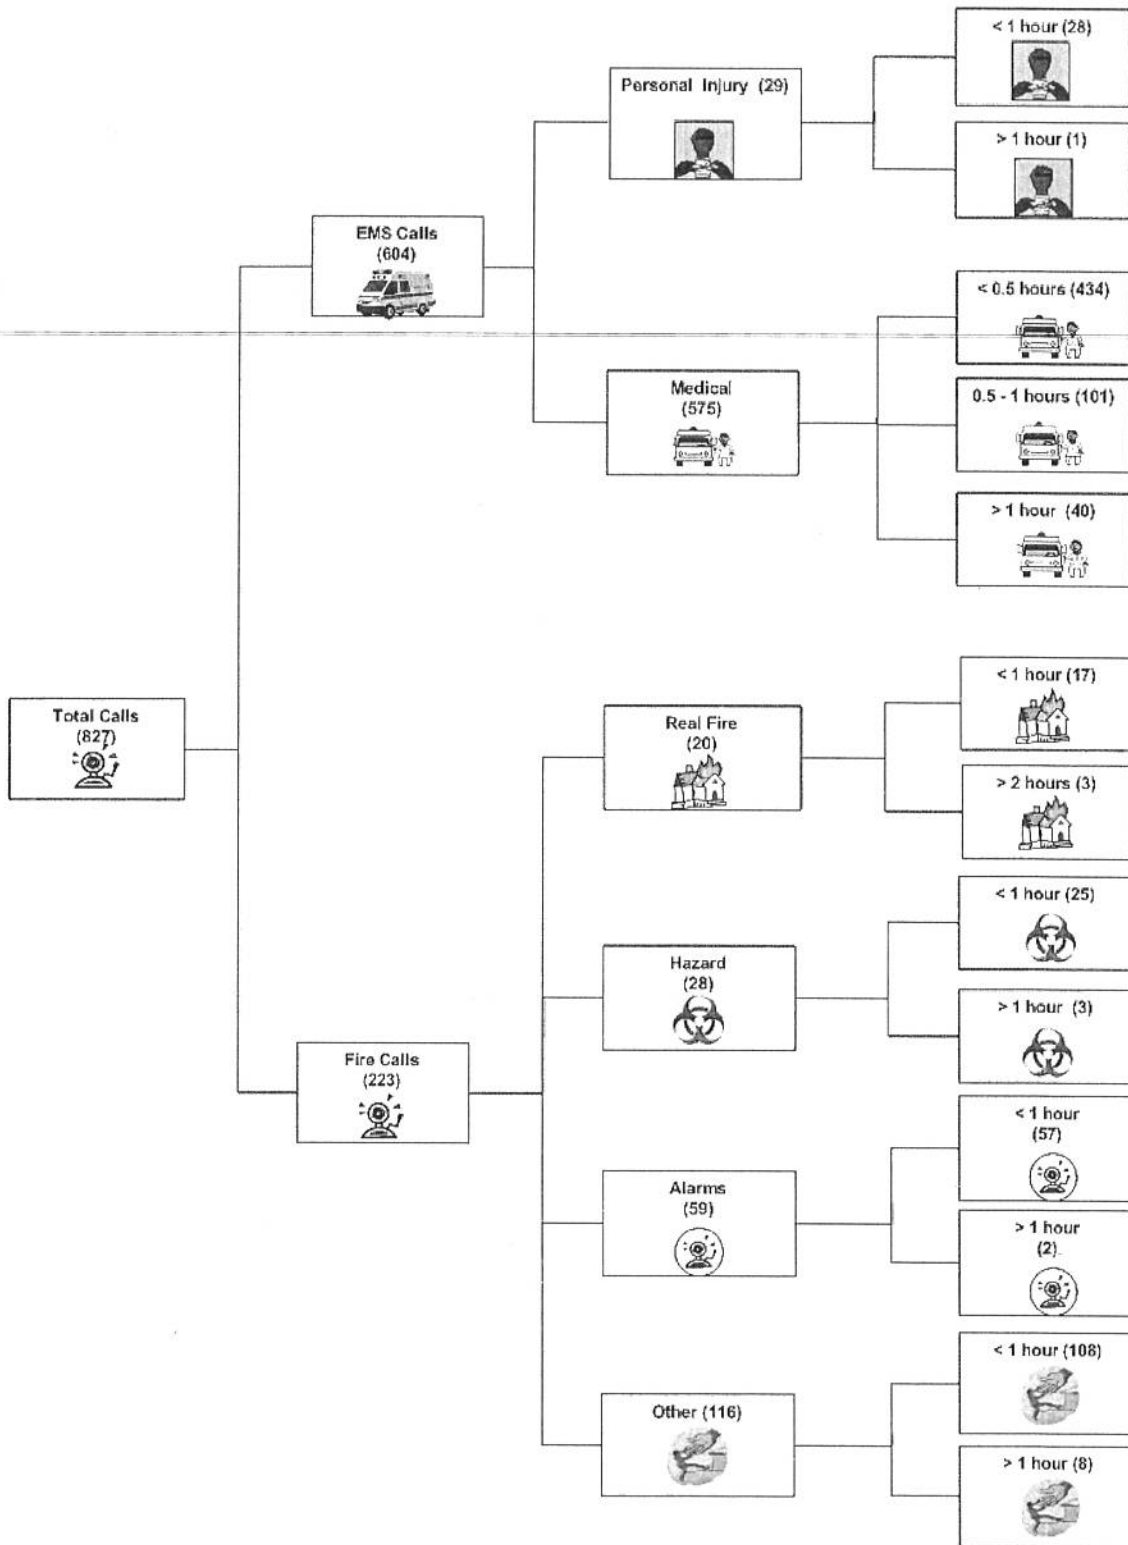 Total Calls
(827)
EMS Calls
(604)
Personal Injury (29)
< 1 hour (28)
> 1 hour (1)
Medical
(575)
< 0.5 hours (434)
0.5 - 1 hours (101)
> 1 hour (40)
Fire Calls
(223)
Real Fire
(20)
< 1 hour (17)
> 2 hours (3)
Hazard
(28)
< 1 hour (25)
> 1 hour (3)
Alarms
(59)
< 1 hour
(57)
> 1 hour
(2)
Other (116)
< 1 hour (108)
> 1 hour (8)